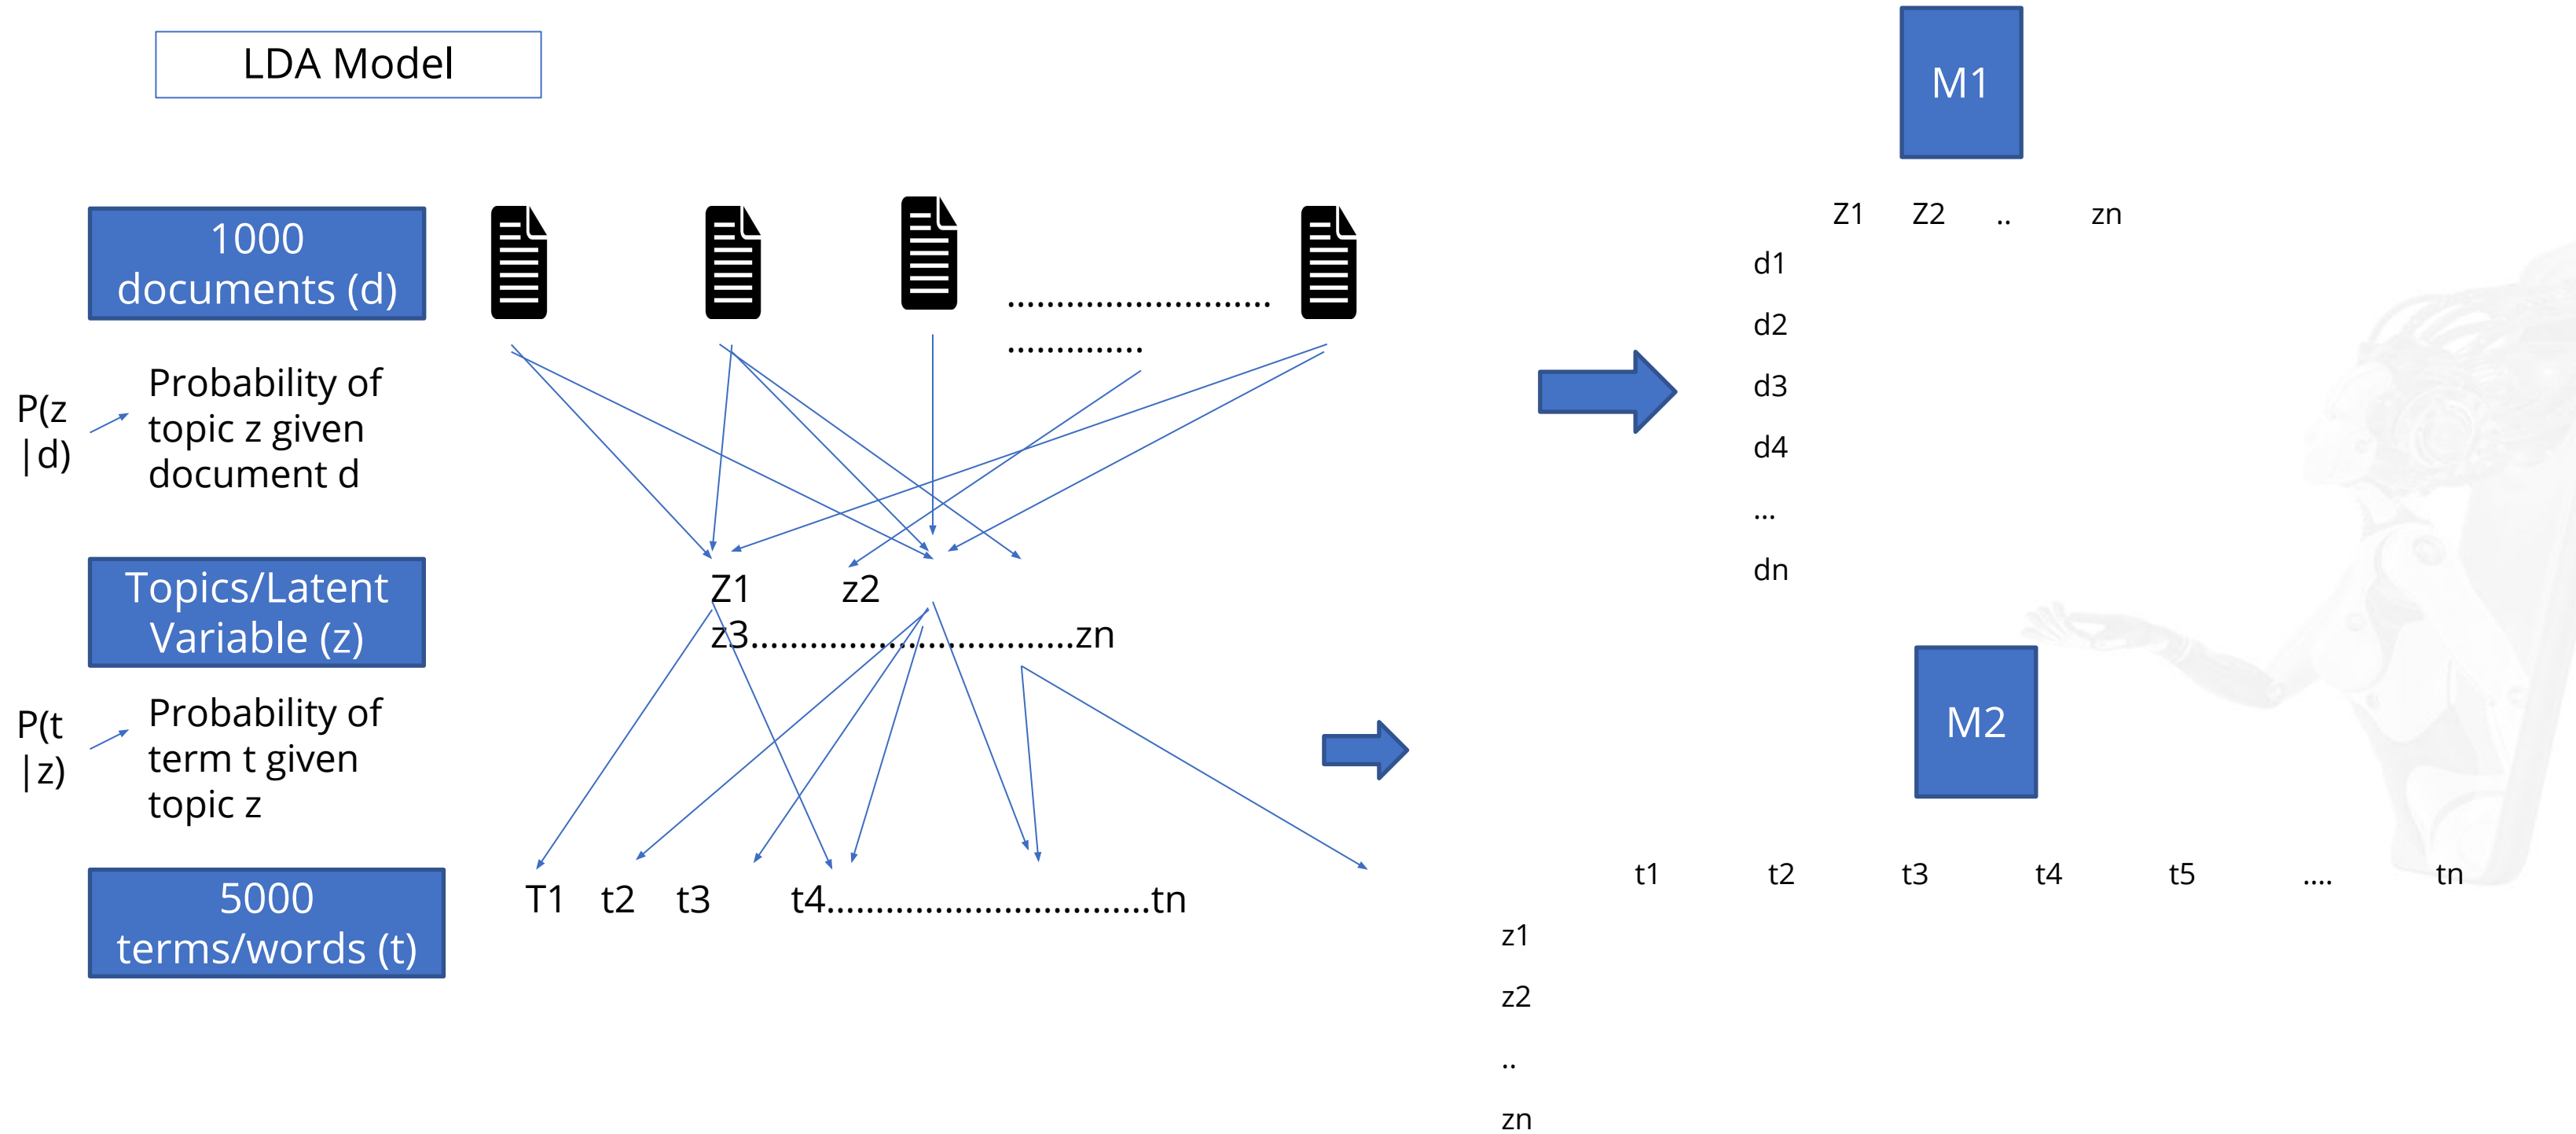 LDA Model
M1
1000
documents (d)
..........................
..............
Z1 Z2 .. zn
d1
d2
d3
d4
...
dn
P(z
|d)
Probability of
topic z given
document d
Topics/Latent
Variable (z)
Z1 z2
z3.................................zn
M2
P(t
|z)
Probability of
term t given
topic z
5000
terms/words (t)
T1 t2 t3 t4.................................tn
t1 t2 t3 t4 t5 .... tn
z1
z2
..
zn